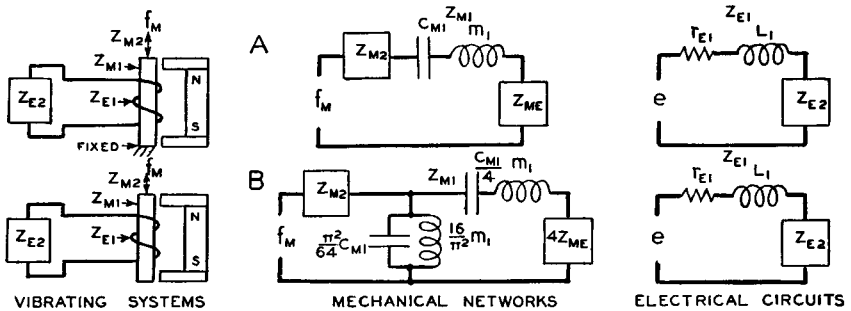 f_M
Z_M2
Z_M1
Z_E2
Z_E1
N
S
FIXED
f_M
Z_M2
Z_M1
Z_E2
Z_E1
N
S
VIBRATING SYSTEMS
A
Z_M1
C_M1 m_1
Z_M2
f_M
Z_ME
B
Z_M1 C_M1/4 m_1
Z_M2
f_M
π²/64 C_M1 16/π² m_1
4Z_ME
MECHANICAL NETWORKS
Z_E1
r_E1 L_1
e
Z_E2
Z_E1
r_E1 L_1
e
Z_E2
ELECTRICAL CIRCUITS